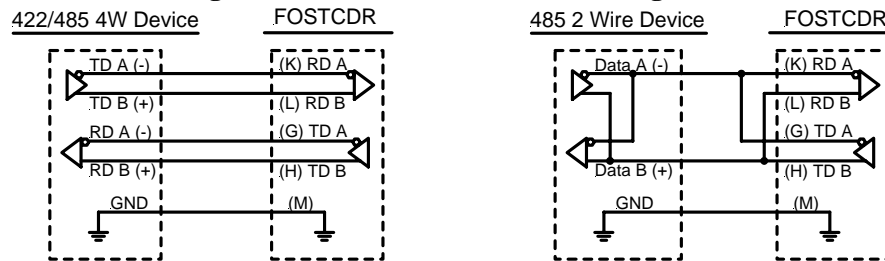 422/485 4W Device
FOSTCDR
TD A (-)
(K) RD A
TD B (+)
(L) RD B
RD A (-)
(G) TD A
RD B (+)
(H) TD B
GND
(M)
485 2 Wire Device
FOSTCDR
Data A (-)
(K) RD A
(L) RD B
(G) TD A
Data B (+)
(H) TD B
GND
(M)